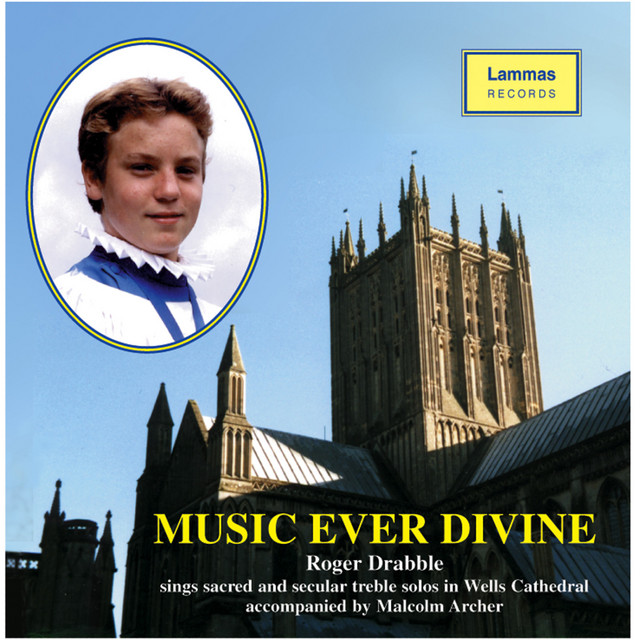 Lammas
RECORDS
MUSIC EVER DIVINE
Roger Drabble
sings sacred and secular treble solos in Wells Cathedral
accompanied by Malcolm Archer